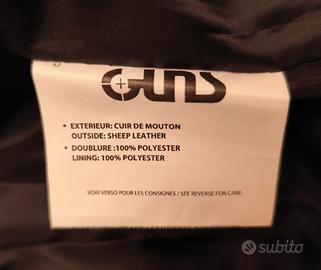 GUNS
• EXTERIEUR: CUIR DE MOUTON
OUTSIDE: SHEEP LEATHER
• DOUBLURE :100% POLYESTER
LINING: 100% POLYESTER
VOIR VERSO POUR LES CONSIGNES / SEE REVERSE FOR CARE
subito